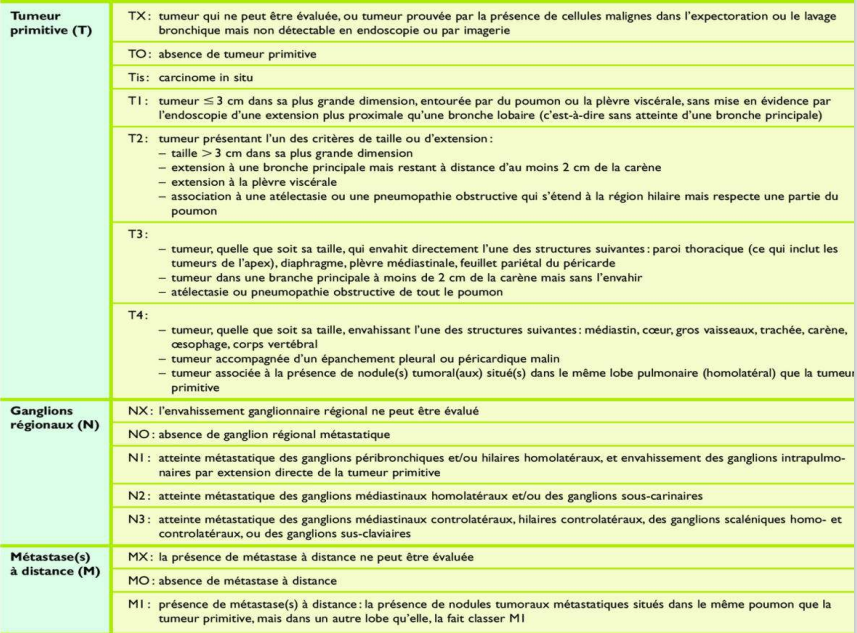 Tumeur
primitive (T)
TX : tumeur qui ne peut être évaluée, ou tumeur prouvée par la présence de cellules malignes dans l'expectoration ou le lavage
bronchique mais non détectable en endoscopie ou par imagerie
TO : absence de tumeur primitive
Tis : carcinome in situ
T1 : tumeur ≤ 3 cm dans sa plus grande dimension, entourée par du poumon ou la plèvre viscérale, sans mise en évidence par
l'endoscopie d'une extension plus proximale qu'une bronche lobaire (c'est-à-dire sans atteinte d'une bronche principale)
T2 : tumeur présentant l'un des critères de taille ou d'extension :
– taille > 3 cm dans sa plus grande dimension
– extension à une bronche principale mais restant à distance d'au moins 2 cm de la carène
– extension à la plèvre viscérale
– association à une atélectasie ou une pneumopathie obstructive qui s'étend à la région hilaire mais respecte une partie du
poumon
T3 :
– tumeur, quelle que soit sa taille, qui envahit directement l'une des structures suivantes : paroi thoracique (ce qui inclut les
tumeurs de l'apex), diaphragme, plèvre médiastinale, feuillet pariétal du péricarde
– tumeur dans une branche principale à moins de 2 cm de la carène mais sans l'envahir
– atélectasie ou pneumopathie obstructive de tout le poumon
T4 :
– tumeur, quelle que soit sa taille, envahissant l'une des structures suivantes : médiastin, cœur, gros vaisseaux, trachée, carène,
œsophage, corps vertébral
– tumeur accompagnée d'un épanchement pleural ou péricardique malin
– tumeur associée à la présence de nodule(s) tumoral(aux) situé(s) dans le même lobe pulmonaire (homolatéral) que la tumeur
primitive
Ganglions
régionaux (N)
NX : l'envahissement ganglionnaire régional ne peut être évalué
NO : absence de ganglion régional métastatique
N1 : atteinte métastatique des ganglions péribronchiques et/ou hilaires homolatéraux, et envahissement des ganglions intrapulmo-
naires par extension directe de la tumeur primitive
N2 : atteinte métastatique des ganglions médiastinaux homolatéraux et/ou des ganglions sous-carinaires
N3 : atteinte métastatique des ganglions médiastinaux controlatéraux, hilaires controlatéraux, des ganglions scaléniques homo- et
controlatéraux, ou des ganglions sus-claviaires
Métastase(s)
à distance (M)
MX : la présence de métastase à distance ne peut être évaluée
MO : absence de métastase à distance
M1 : présence de métastase(s) à distance : la présence de nodules tumoraux métastatiques situés dans le même poumon que la
tumeur primitive, mais dans un autre lobe qu'elle, la fait classer M1